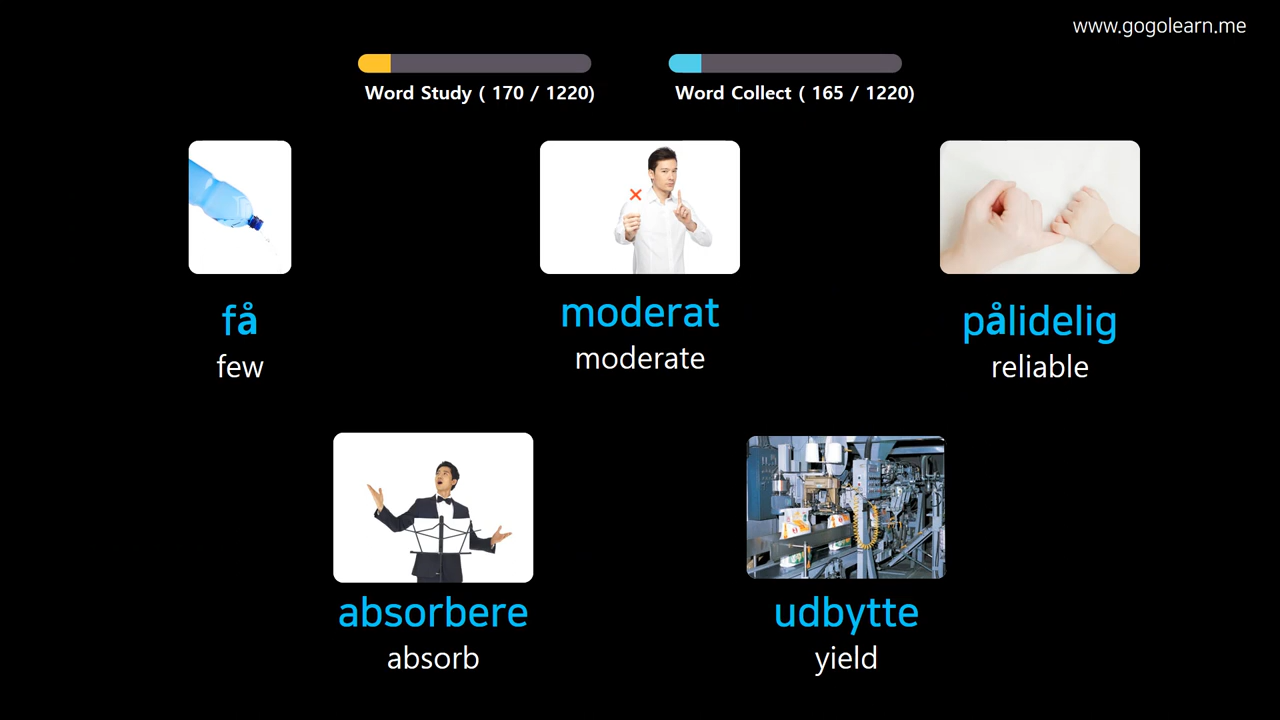 www.gogolearn.me
Word Study ( 170 / 1220)
Word Collect ( 165 / 1220)
få
few
moderat
moderate
pålidelig
reliable
absorbere
absorb
udbytte
yield